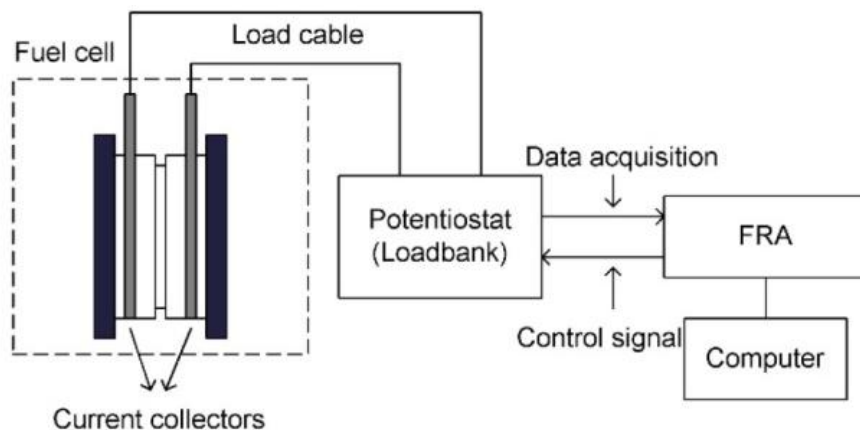 Load cable
Fuel cell
Data acquisition
Potentiostat
(Loadbank)
FRA
Control signal
Computer
Current collectors